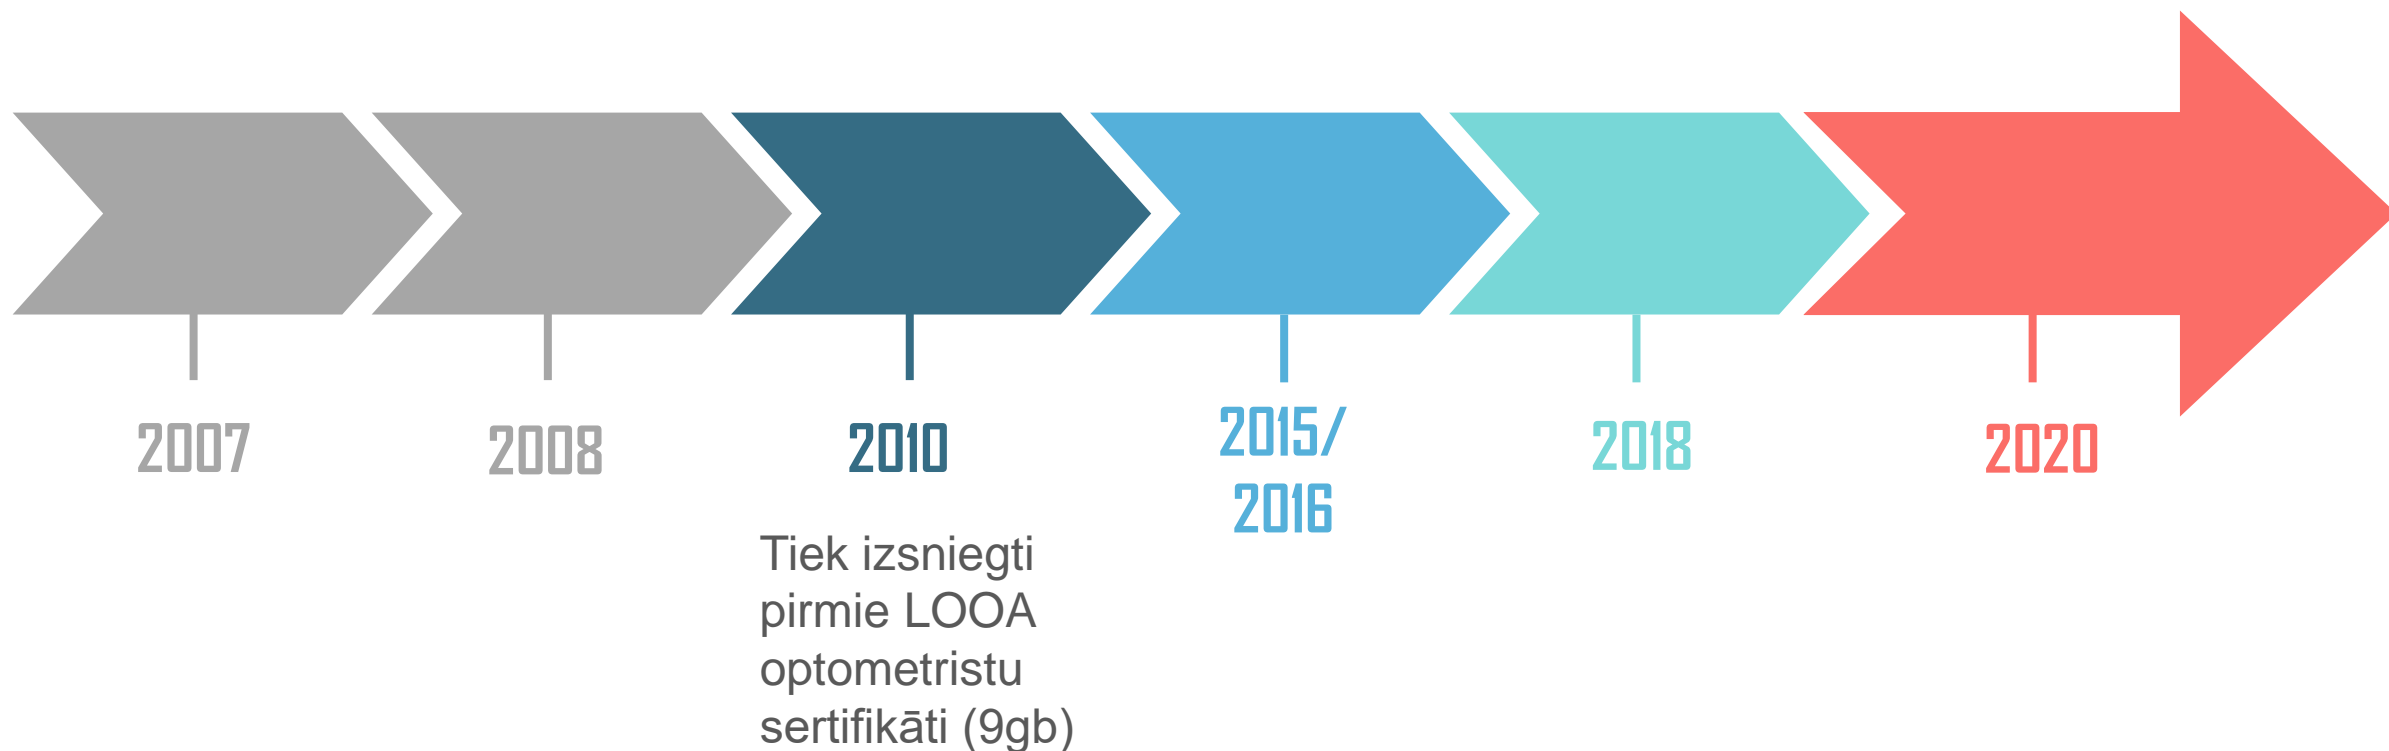 2007
2008
2010
2015/
2016
2018
2020
Tiek izsniegti
pirmie LOOA
optometristu
sertifikāti (9gb)